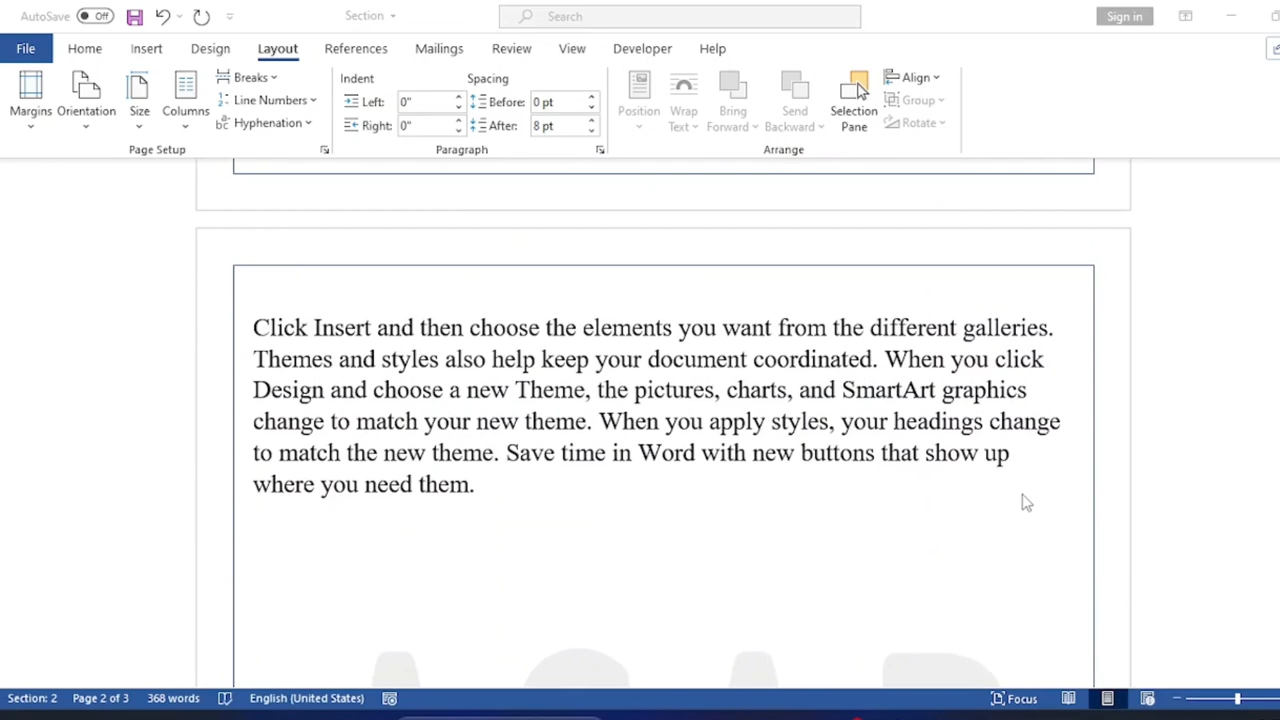 AutoSave Off Section Search Sign in
File Home Insert Design Layout References Mailings Review View Developer Help
Margins Orientation Size Columns Breaks Line Numbers Hyphenation
Page Setup
Indent Spacing
Left: 0" Before: 0 pt
Right: 0" After: 8 pt
Paragraph
Position Wrap Text Bring Forward Send Backward Selection Pane Align Group Rotate
Arrange
Click Insert and then choose the elements you want from the different galleries.
Themes and styles also help keep your document coordinated. When you click
Design and choose a new Theme, the pictures, charts, and SmartArt graphics
change to match your new theme. When you apply styles, your headings change
to match the new theme. Save time in Word with new buttons that show up
where you need them.
Section: 2 Page 2 of 3 368 words English (United States) Focus